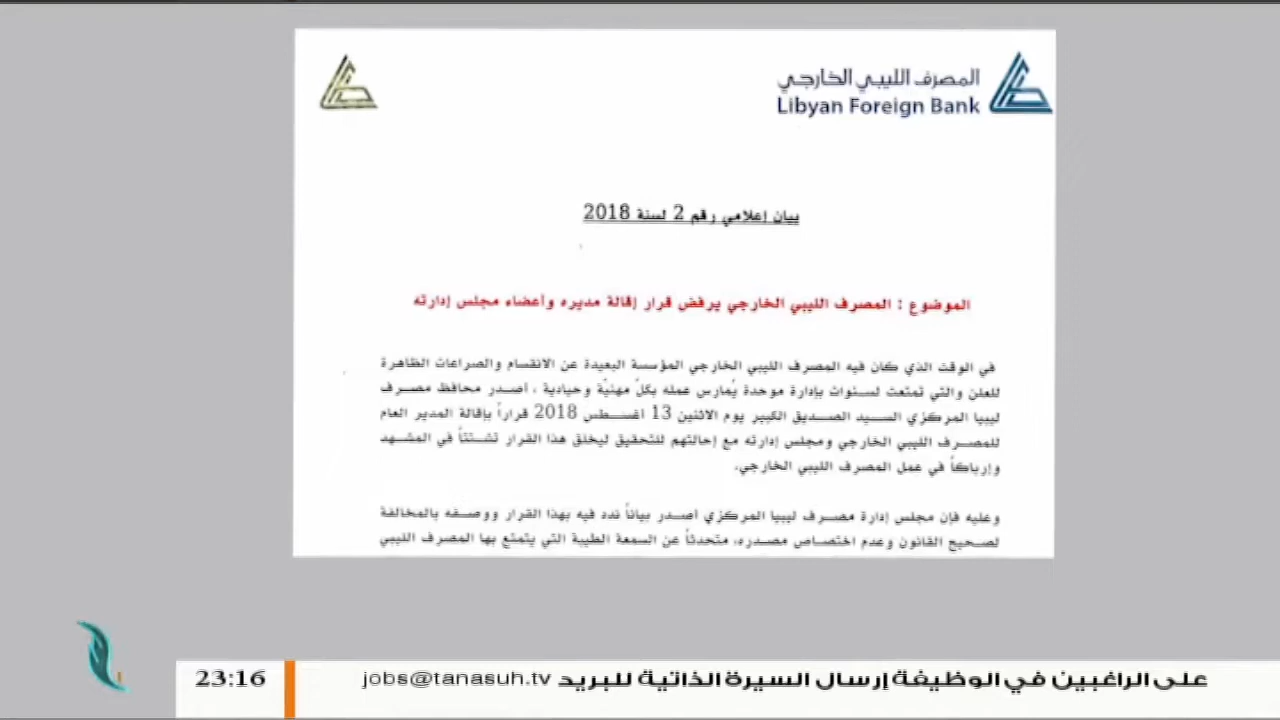 المصرف الليبي الخارجي
Libyan Foreign Bank
بيان إعلامي رقم 2 لسنة 2018
الموضوع : المصرف الليبي الخارجي يرفض قرار إقالة مديره وأعضاء مجلس إدارته
في الوقت الذي كان فيه المصرف الليبي الخارجي المؤسسة البعيدة عن الانقسام والصراعات الظاهرة
للعلن والتي تمتعت لسنوات بإدارة موحدة يُمارس عمله بكلّ مهنيّة وحيادية ، أصدر محافظ مصرف
ليبيا المركزي السيد الصديق الكبير يوم الاثنين 13 اغسطس 2018 قراراً بإقالة المدير العام
للمصرف الليبي الخارجي ومجلس إدارته مع إحالتهم للتحقيق ليخلق هذا القرار تشتتاً في المشهد
وإرباكاً في عمل المصرف الليبي الخارجي.
وعليه فإن مجلس إدارة مصرف ليبيا المركزي أصدر بياناً ندد فيه بهذا القرار ووصفه بالمخالفة
لصحيح القانون وعدم اختصاص مصدره، متحدثاً عن السمعة الطيبة التي يتمتع بها المصرف الليبي
على الراغبين في الوظيفة إرسال السيرة الذاتية للبريد jobs@tanasuh.tv
23:16